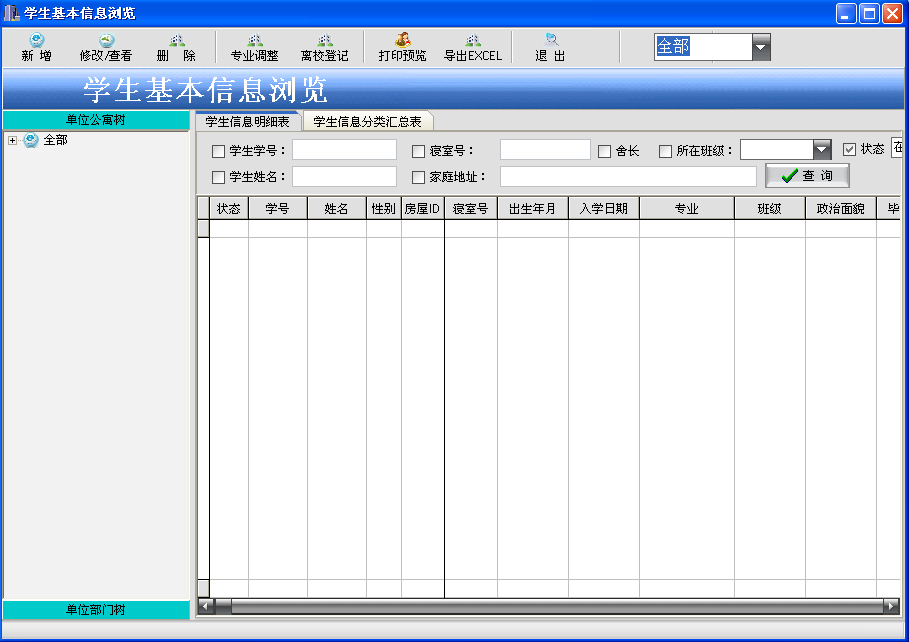 学生基本信息浏览
新 增 修改/查看 删 除 专业调整 离校登记 打印预览 导出EXCEL 退 出 全部
学生基本信息浏览
单位公寓树 学生信息明细表 学生信息分类汇总表
全部
学生学号： 寝室号： 舍长 所在班级： 状态
学生姓名： 家庭地址： 查 询
状态 学号 姓名 性别 房屋ID 寝室号 出生年月 入学日期 专业 班级 政治面貌 毕
单位部门树